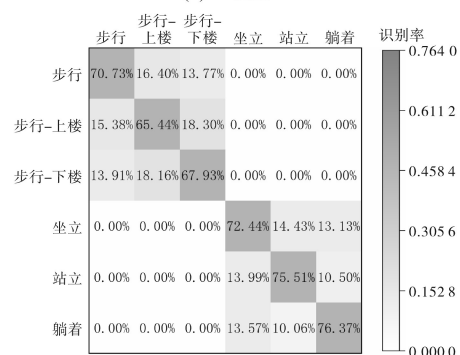 步行 步行- 步行- 坐立 站立 躺着 识别率
上楼 下楼
步行 70.73% 16.40% 13.77% 0.00% 0.00% 0.00%
步行-上楼 15.38% 65.44% 18.30% 0.00% 0.00% 0.00%
步行-下楼 13.91% 18.16% 67.93% 0.00% 0.00% 0.00%
坐立 0.00% 0.00% 0.00% 72.44% 14.43% 13.13%
站立 0.00% 0.00% 0.00% 13.99% 75.51% 10.50%
躺着 0.00% 0.00% 0.00% 13.57% 10.06% 76.37%
0.764 0
0.611 2
0.458 4
0.305 6
0.152 8
0.000 0